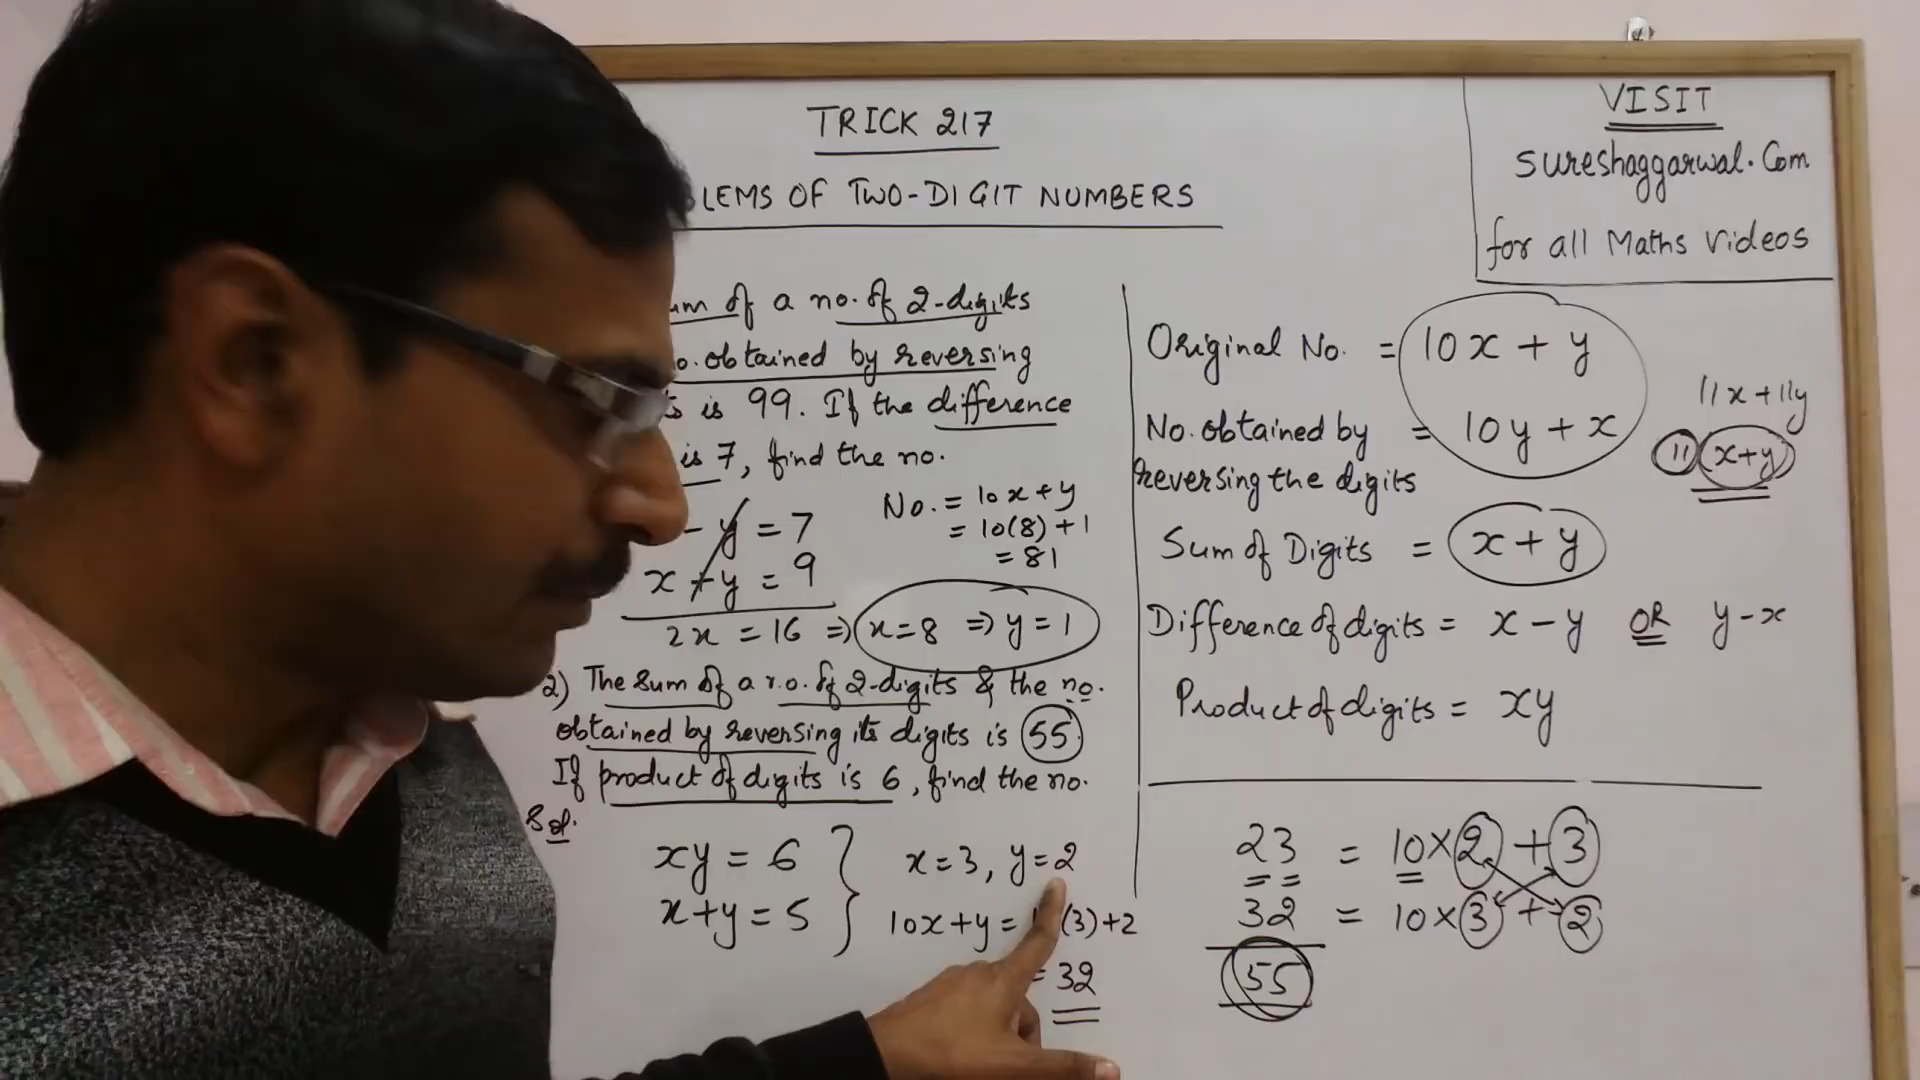 TRICK 217
LEMS OF TWO-DIGIT NUMBERS
VISIT
sureshaggarwal.Com
for all Maths Videos
um of a no. of 2-digits
o. obtained by reversing
ts is 99. If the difference
is 7, find the no.
- y = 7
x + y = 9
2x = 16 => x = 8 => y = 1
No. = 10x + y
= 10(8) + 1
= 81
2) The sum of a no. of 2-digits & the no.
obtained by reversing its digits is 55
If product of digits is 6, find the no.
Sol.
xy = 6
x+y = 5
x=3, y=2
10x+y = (3)+2
= 32
Original No. = 10x + y
No. obtained by = 10y + x
reversing the digits
11x+11y
11 (x+y)
Sum of Digits = x + y
Difference of digits = x - y OR y - x
Product of digits = xy
23 = 10×2 + 3
32 = 10×3 + 2
55